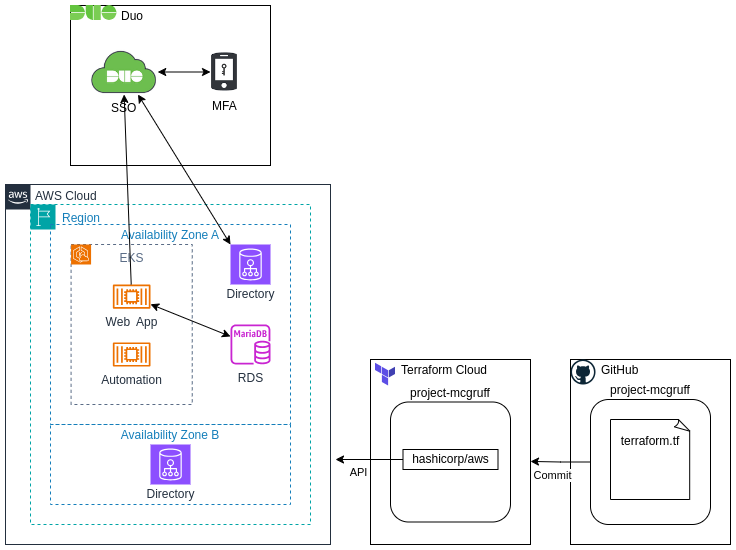 DUO Duo
DUO
SSO
MFA
aws AWS Cloud
Region
Availability Zone A
EKS
Directory
Web App
MariaDB
RDS
Automation
Availability Zone B
Directory
Terraform Cloud
project-mcgruff
hashicorp/aws
API
GitHub
project-mcgruff
terraform.tf
Commit